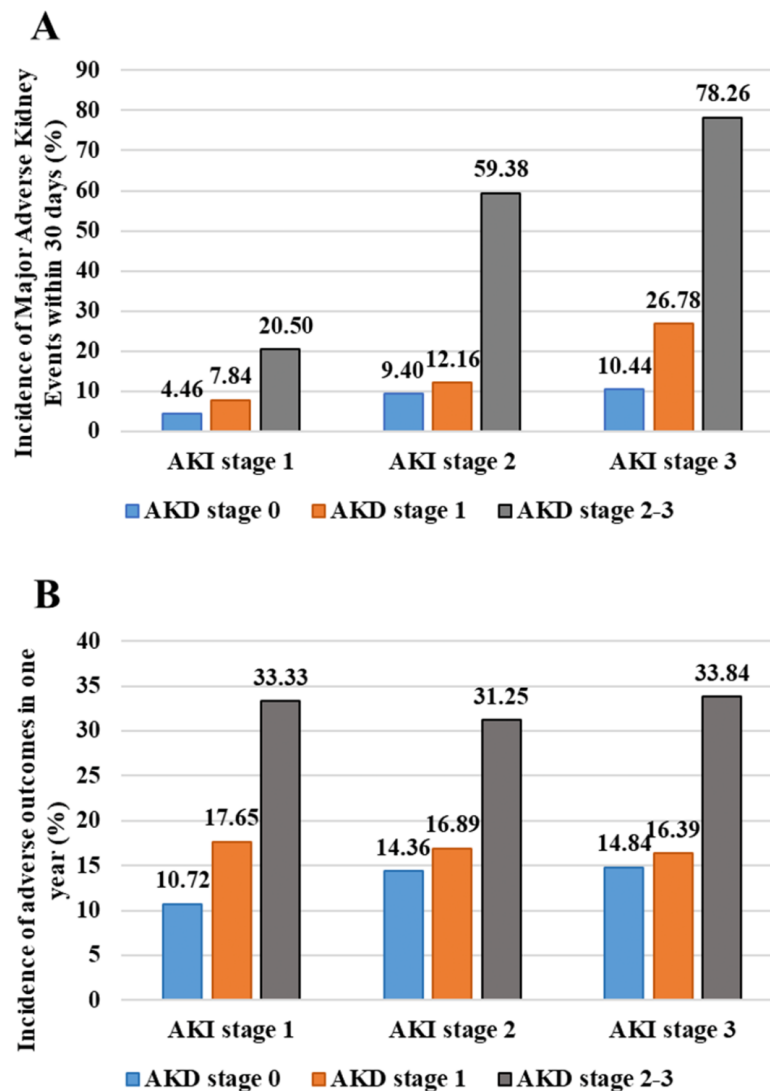 A
Incidence of Major Adverse Kidney
Events within 30 days (%)
90
80
70
60
50
40
30
20
10
0
4.46
7.84
20.50
9.40
12.16
59.38
10.44
26.78
78.26
AKI stage 1
AKI stage 2
AKI stage 3
AKD stage 0
AKD stage 1
AKD stage 2-3
B
Incidence of adverse outcomes in one
year (%)
40
35
30
25
20
15
10
5
0
10.72
17.65
33.33
14.36
16.89
31.25
14.84
16.39
33.84
AKI stage 1
AKI stage 2
AKI stage 3
AKD stage 0
AKD stage 1
AKD stage 2-3